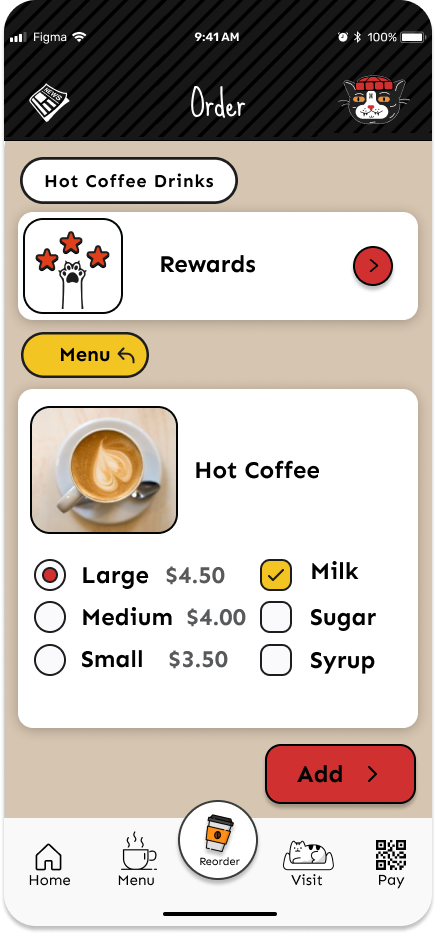 Figma 9:41 AM 100%
NEWS
Order
Hot Coffee Drinks
Rewards
Menu
Hot Coffee
Large $4.50 Milk
Medium $4.00 Sugar
Small $3.50 Syrup
Add
Reorder
Home Menu Visit Pay